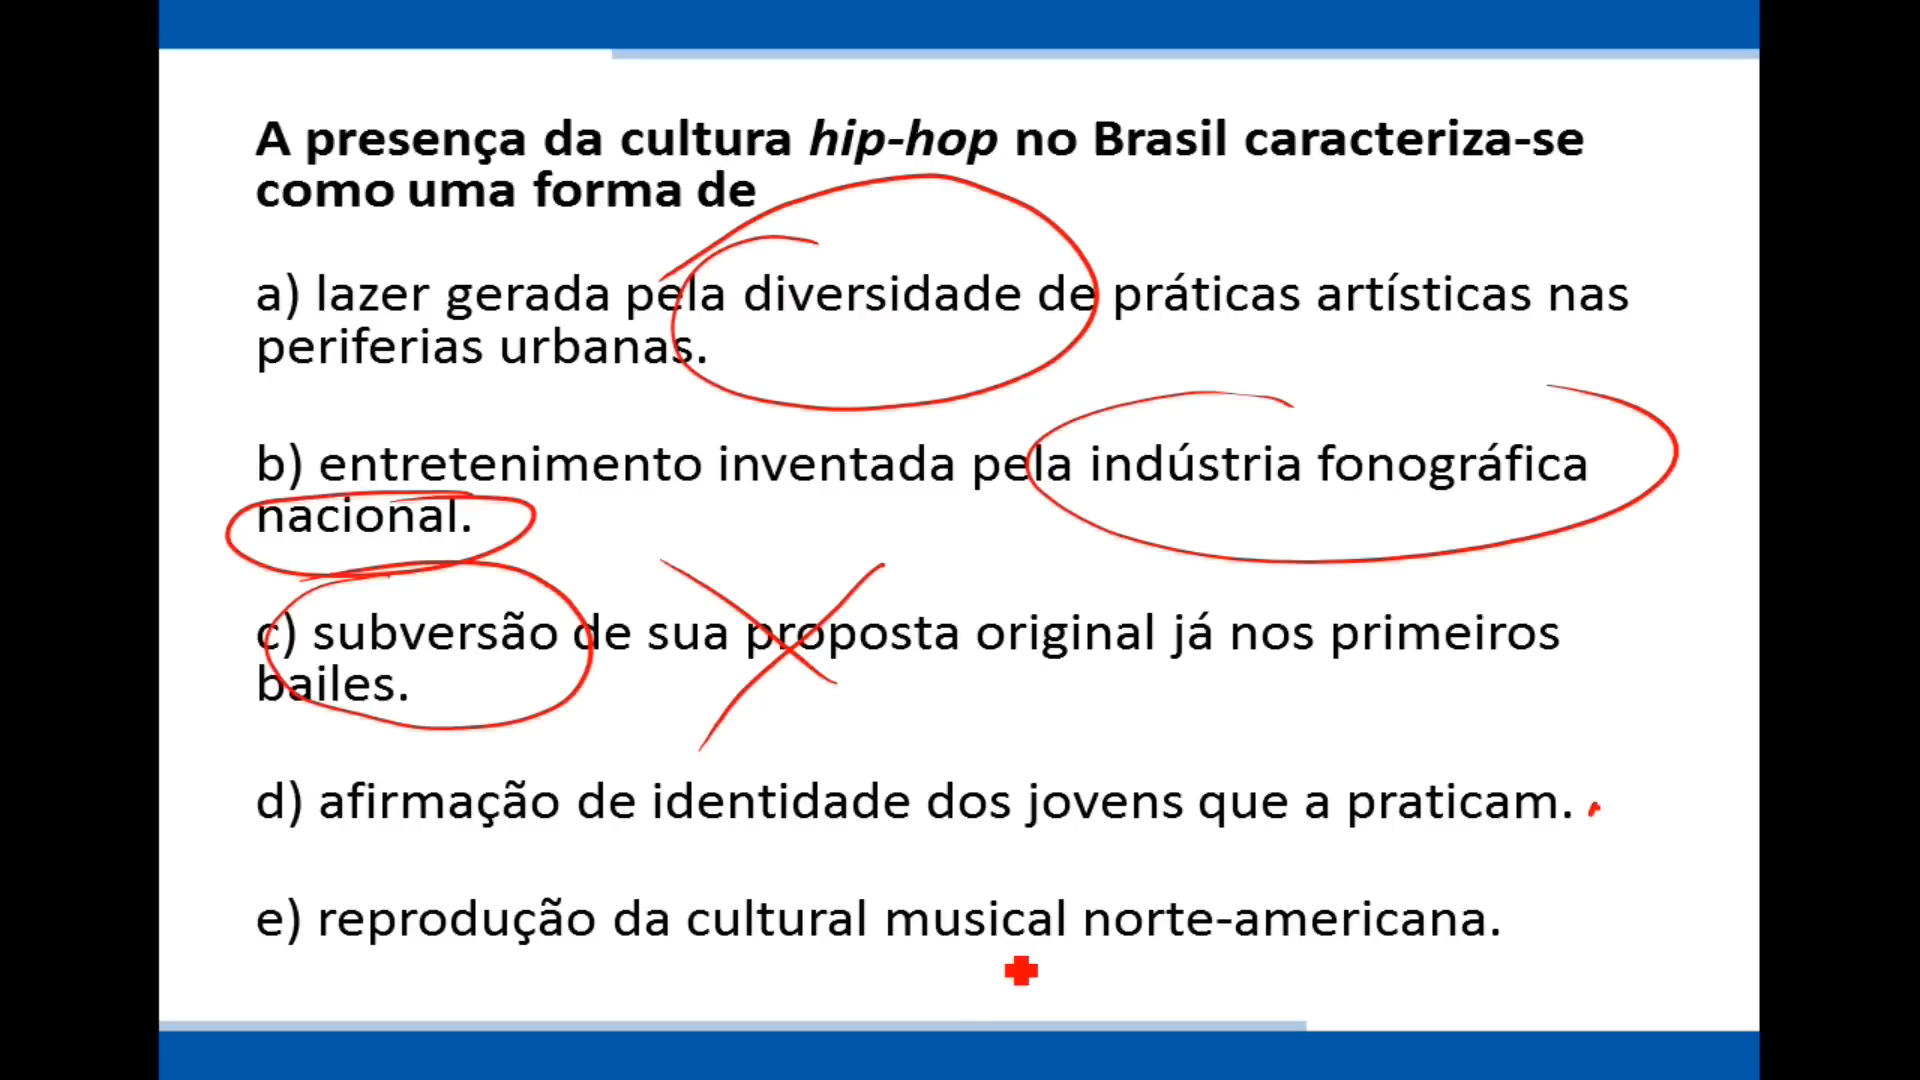 A presença da cultura hip-hop no Brasil caracteriza-se
como uma forma de
a) lazer gerada pela diversidade de práticas artísticas nas
periferias urbanas.
b) entretenimento inventada pela indústria fonográfica
nacional.
c) subversão de sua proposta original já nos primeiros
bailes.
d) afirmação de identidade dos jovens que a praticam.
e) reprodução da cultural musical norte-americana.